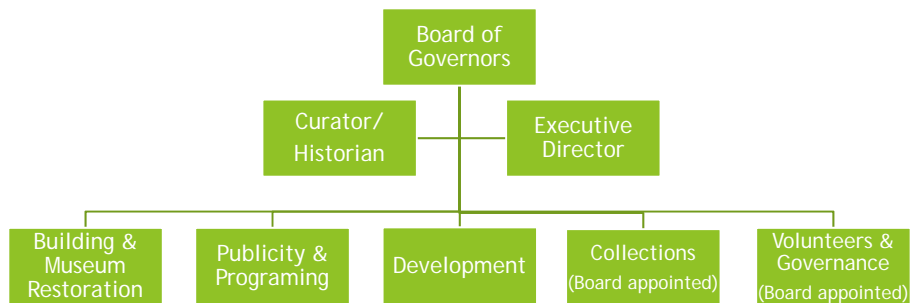 Board of
Governors
Curator/
Historian
Executive
Director
Building &
Museum
Restoration
Publicity &
Programing
Development
Collections
(Board appointed)
Volunteers &
Governance
(Board appointed)